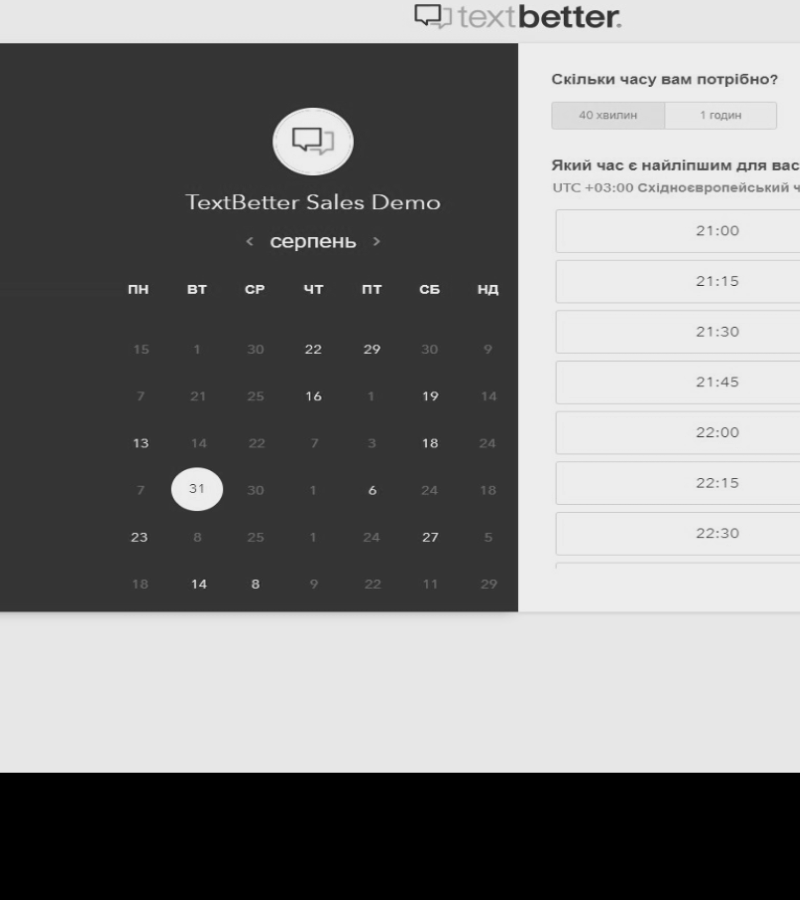 textbetter.
TextBetter Sales Demo
< серпень >
ПН ВТ СР ЧТ ПТ СБ НД
15 1 30 22 29 30 9
7 21 25 16 1 19 14
13 14 22 7 3 18 24
7 31 30 1 6 24 18
23 8 25 1 24 27 5
18 14 8 9 22 11 29
Скільки часу вам потрібно?
40 хвилин 1 годин
Який час є найліпшим для вас
UTC +03:00 Східноєвропейський ч
21:00
21:15
21:30
21:45
22:00
22:15
22:30